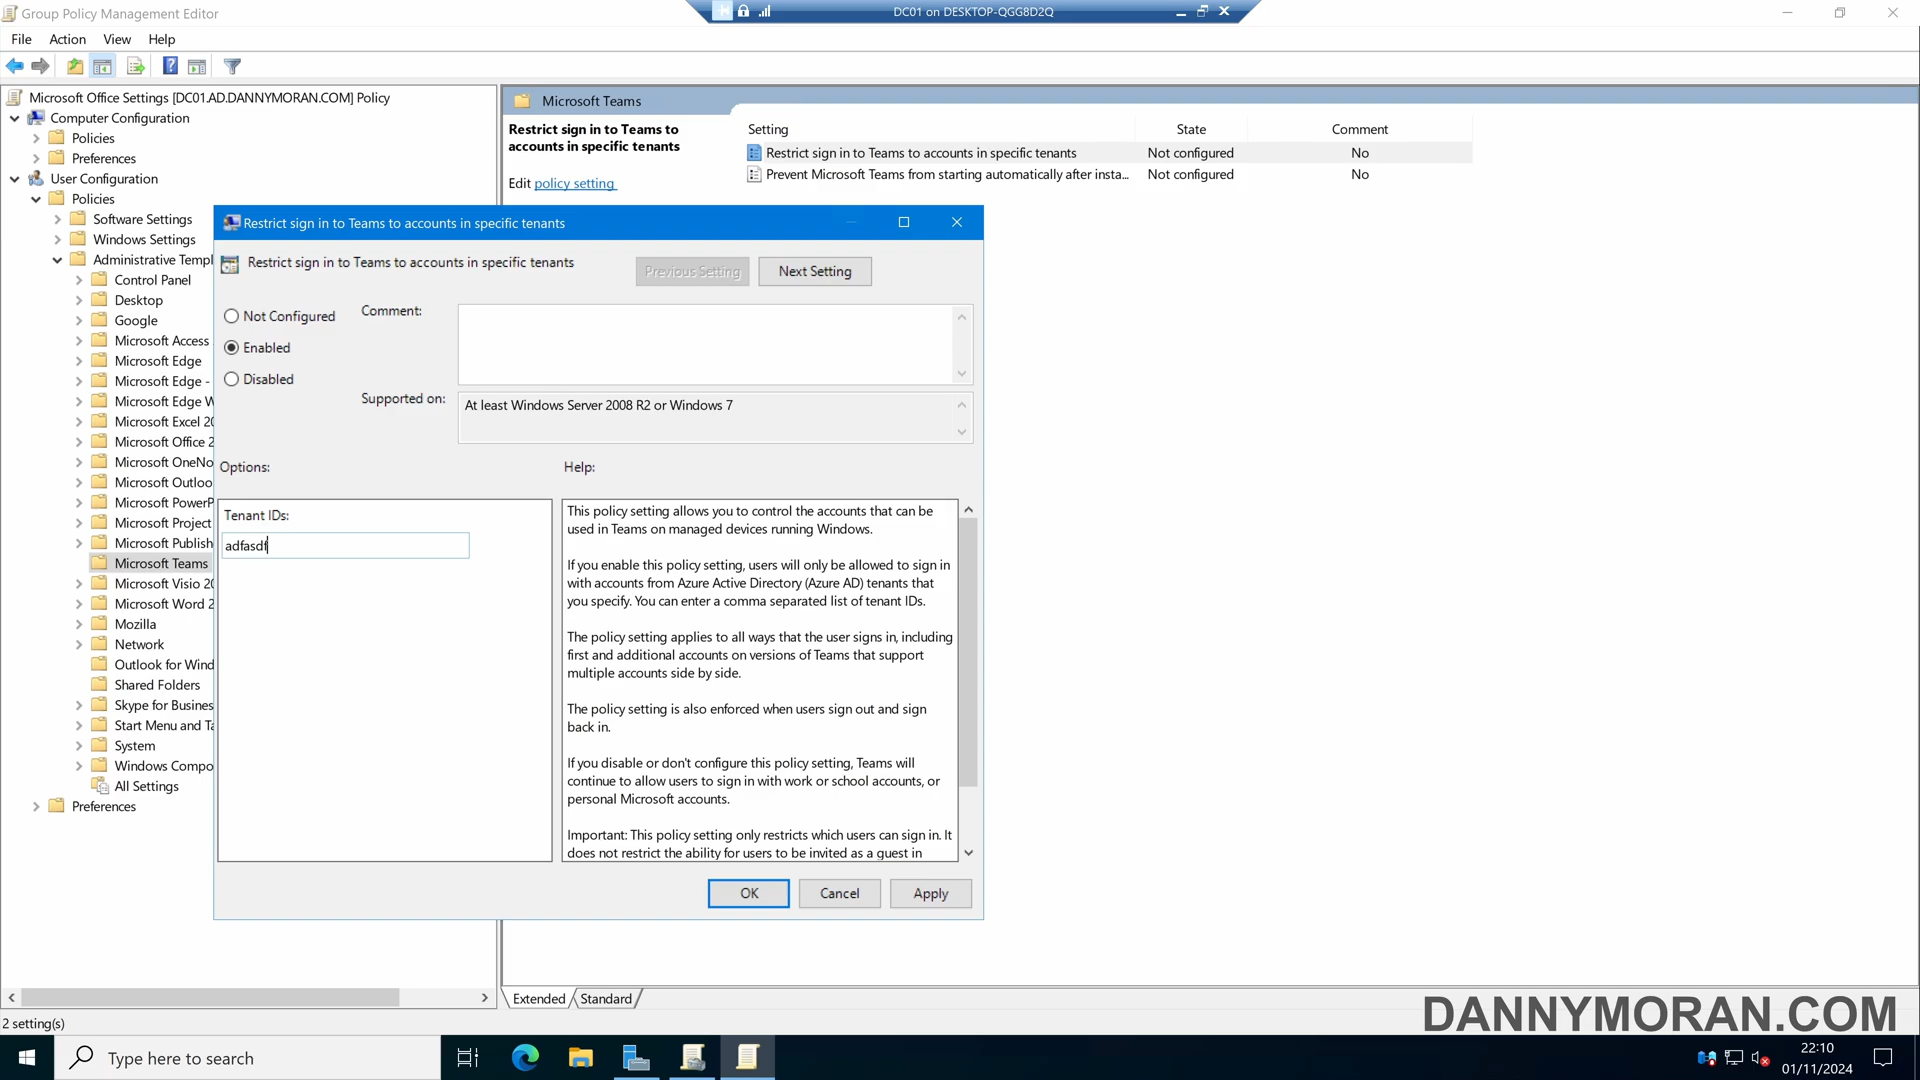 Group Policy Management Editor
DC01 on DESKTOP-QGG8D2Q
File Action View Help
Microsoft Office Settings [DC01.AD.DANNYMORAN.COM] Policy
Computer Configuration
Policies
Preferences
User Configuration
Policies
Software Settings
Windows Settings
Administrative Templ
Control Panel
Desktop
Google
Microsoft Access
Microsoft Edge
Microsoft Edge -
Microsoft Edge W
Microsoft Excel 20
Microsoft Office 2
Microsoft OneNo
Microsoft Outloo
Microsoft PowerP
Microsoft Project
Microsoft Publish
Microsoft Teams
Microsoft Visio 20
Microsoft Word 2
Mozilla
Network
Outlook for Wind
Shared Folders
Skype for Busines
Start Menu and Ta
System
Windows Compo
All Settings
Preferences
Microsoft Teams
Restrict sign in to Teams to
accounts in specific tenants
Edit policy setting
Setting State Comment
Restrict sign in to Teams to accounts in specific tenants Not configured No
Prevent Microsoft Teams from starting automatically after insta... Not configured No
Restrict sign in to Teams to accounts in specific tenants
Restrict sign in to Teams to accounts in specific tenants
Previous Setting Next Setting
Not Configured
Enabled
Disabled
Comment:
Supported on:
At least Windows Server 2008 R2 or Windows 7
Options:
Help:
Tenant IDs:
adfasdf
This policy setting allows you to control the accounts that can be
used in Teams on managed devices running Windows.
If you enable this policy setting, users will only be allowed to sign in
with accounts from Azure Active Directory (Azure AD) tenants that
you specify. You can enter a comma separated list of tenant IDs.
The policy setting applies to all ways that the user signs in, including
first and additional accounts on versions of Teams that support
multiple accounts side by side.
The policy setting is also enforced when users sign out and sign
back in.
If you disable or don't configure this policy setting, Teams will
continue to allow users to sign in with work or school accounts, or
personal Microsoft accounts.
Important: This policy setting only restricts which users can sign in. It
does not restrict the ability for users to be invited as a guest in
OK Cancel Apply
Extended Standard
2 setting(s)
DANNYMORAN.COM
Type here to search
22:10
01/11/2024